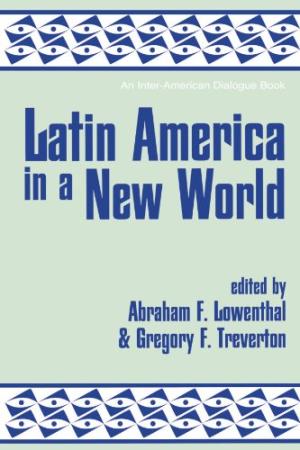 An Inter-American Dialogue Book
Latin America
in a New World
edited by
Abraham F. Lowenthal
& Gregory F. Treverton